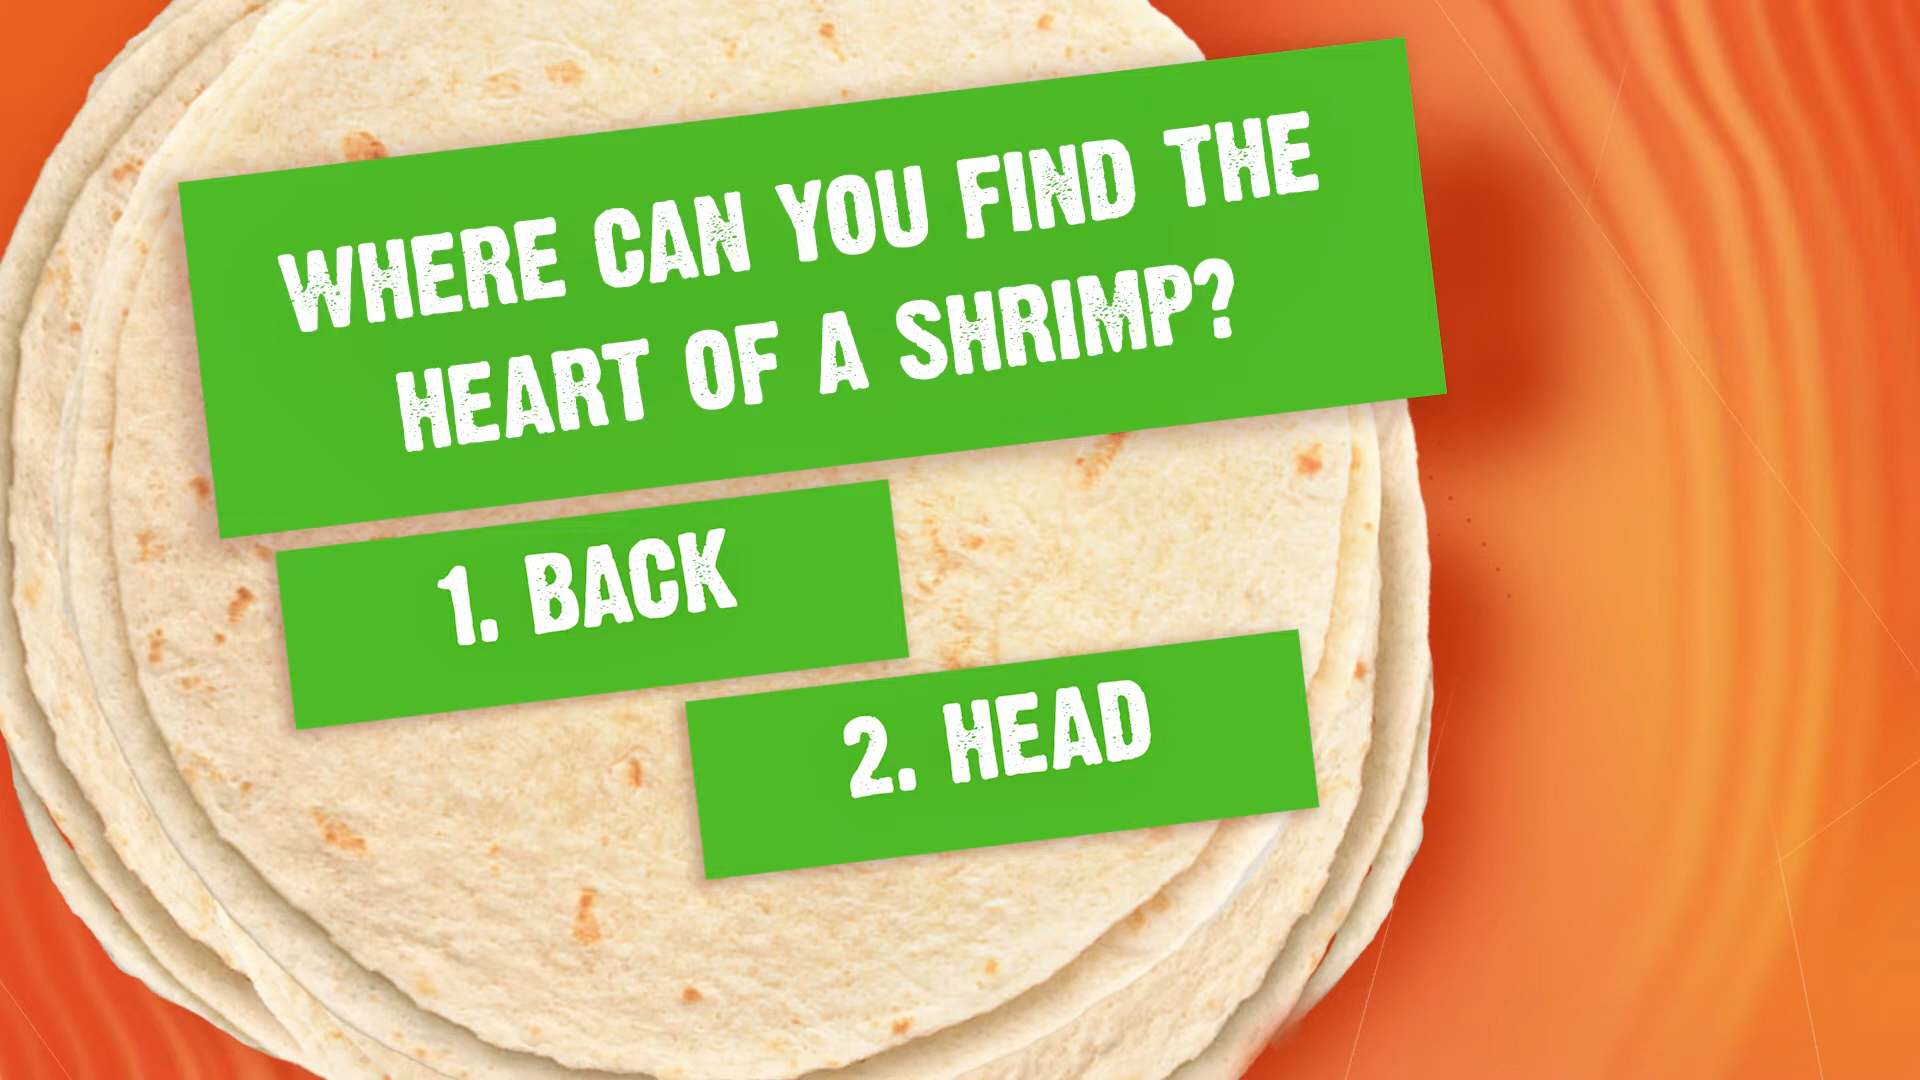 WHERE CAN YOU FIND THE
HEART OF A SHRIMP?
1. BACK
2. HEAD